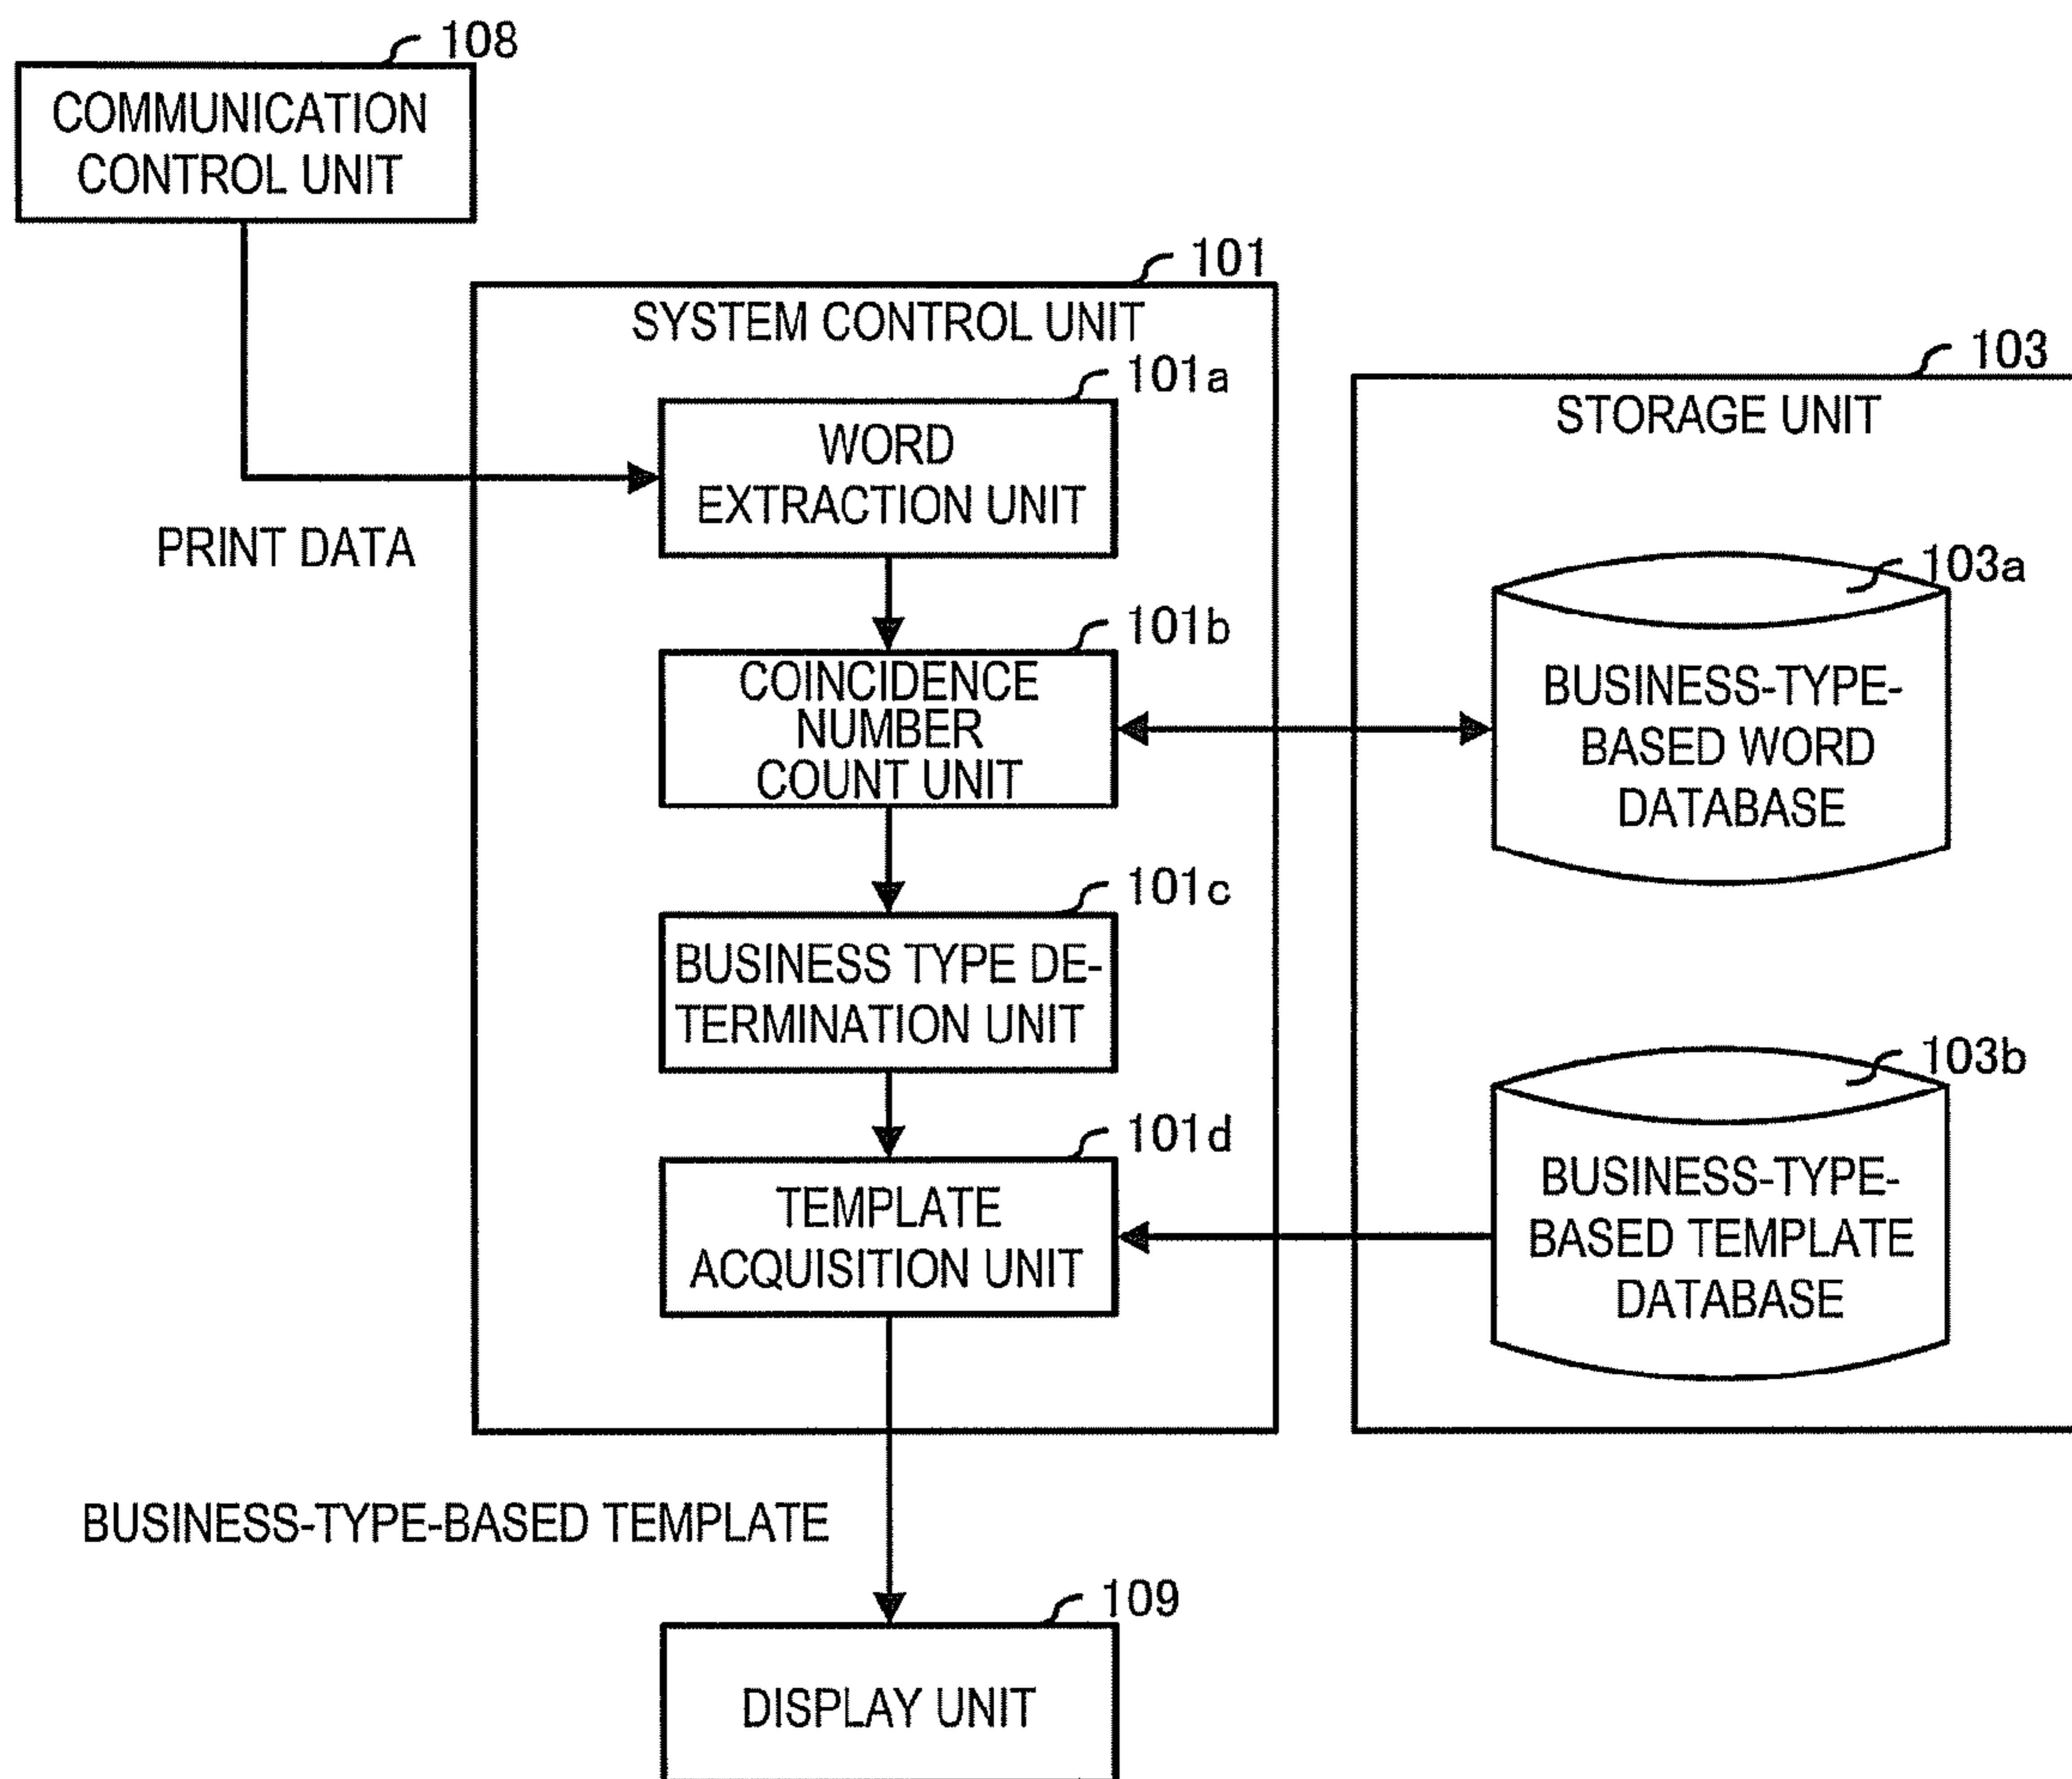 108
COMMUNICATION
CONTROL UNIT
101
SYSTEM CONTROL UNIT
103
STORAGE UNIT
101a
WORD
EXTRACTION UNIT
PRINT DATA
103a
BUSINESS-TYPE-
BASED WORD
DATABASE
101b
COINCIDENCE
NUMBER
COUNT UNIT
101c
BUSINESS TYPE DE-
TERMINATION UNIT
103b
BUSINESS-TYPE-
BASED TEMPLATE
DATABASE
101d
TEMPLATE
ACQUISITION UNIT
BUSINESS-TYPE-BASED TEMPLATE
109
DISPLAY UNIT